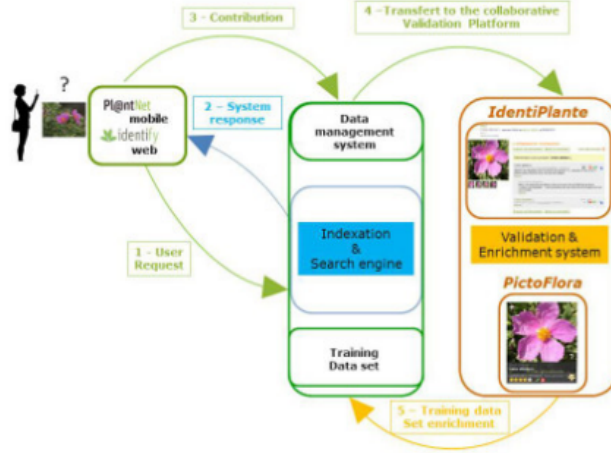 3 – Contribution
4 –Transfert to the collaborative
Validation Platform
?
Pl@ntNet
mobile
identify
web
2 – System
response
Data
management
system
IdentiPlante
1 - User
Request
Indexation
&
Search engine
Validation &
Enrichment system
PictoFlora
Training
Data set
5 – Training data
Set enrichment